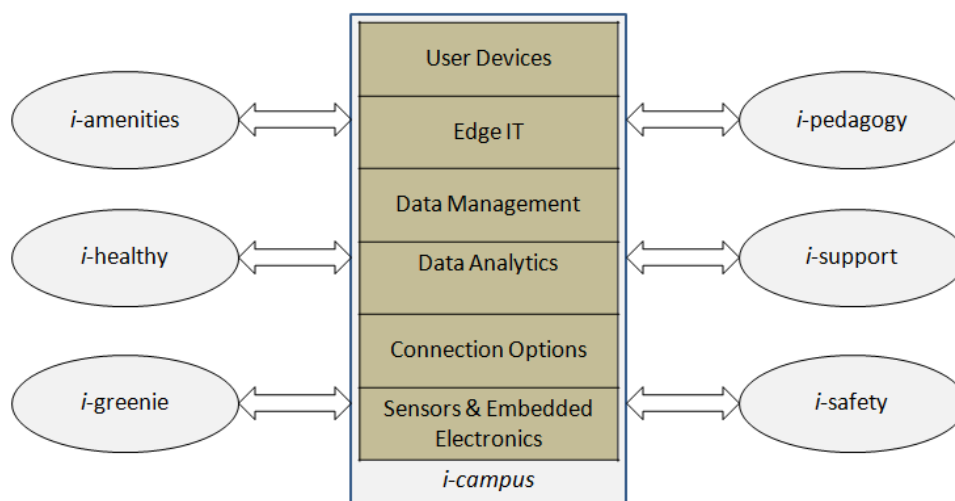 User Devices
i-amenities
Edge IT
i-pedagogy
Data Management
i-healthy
Data Analytics
i-support
Connection Options
i-greenie
Sensors & Embedded
Electronics
i-safety
i-campus